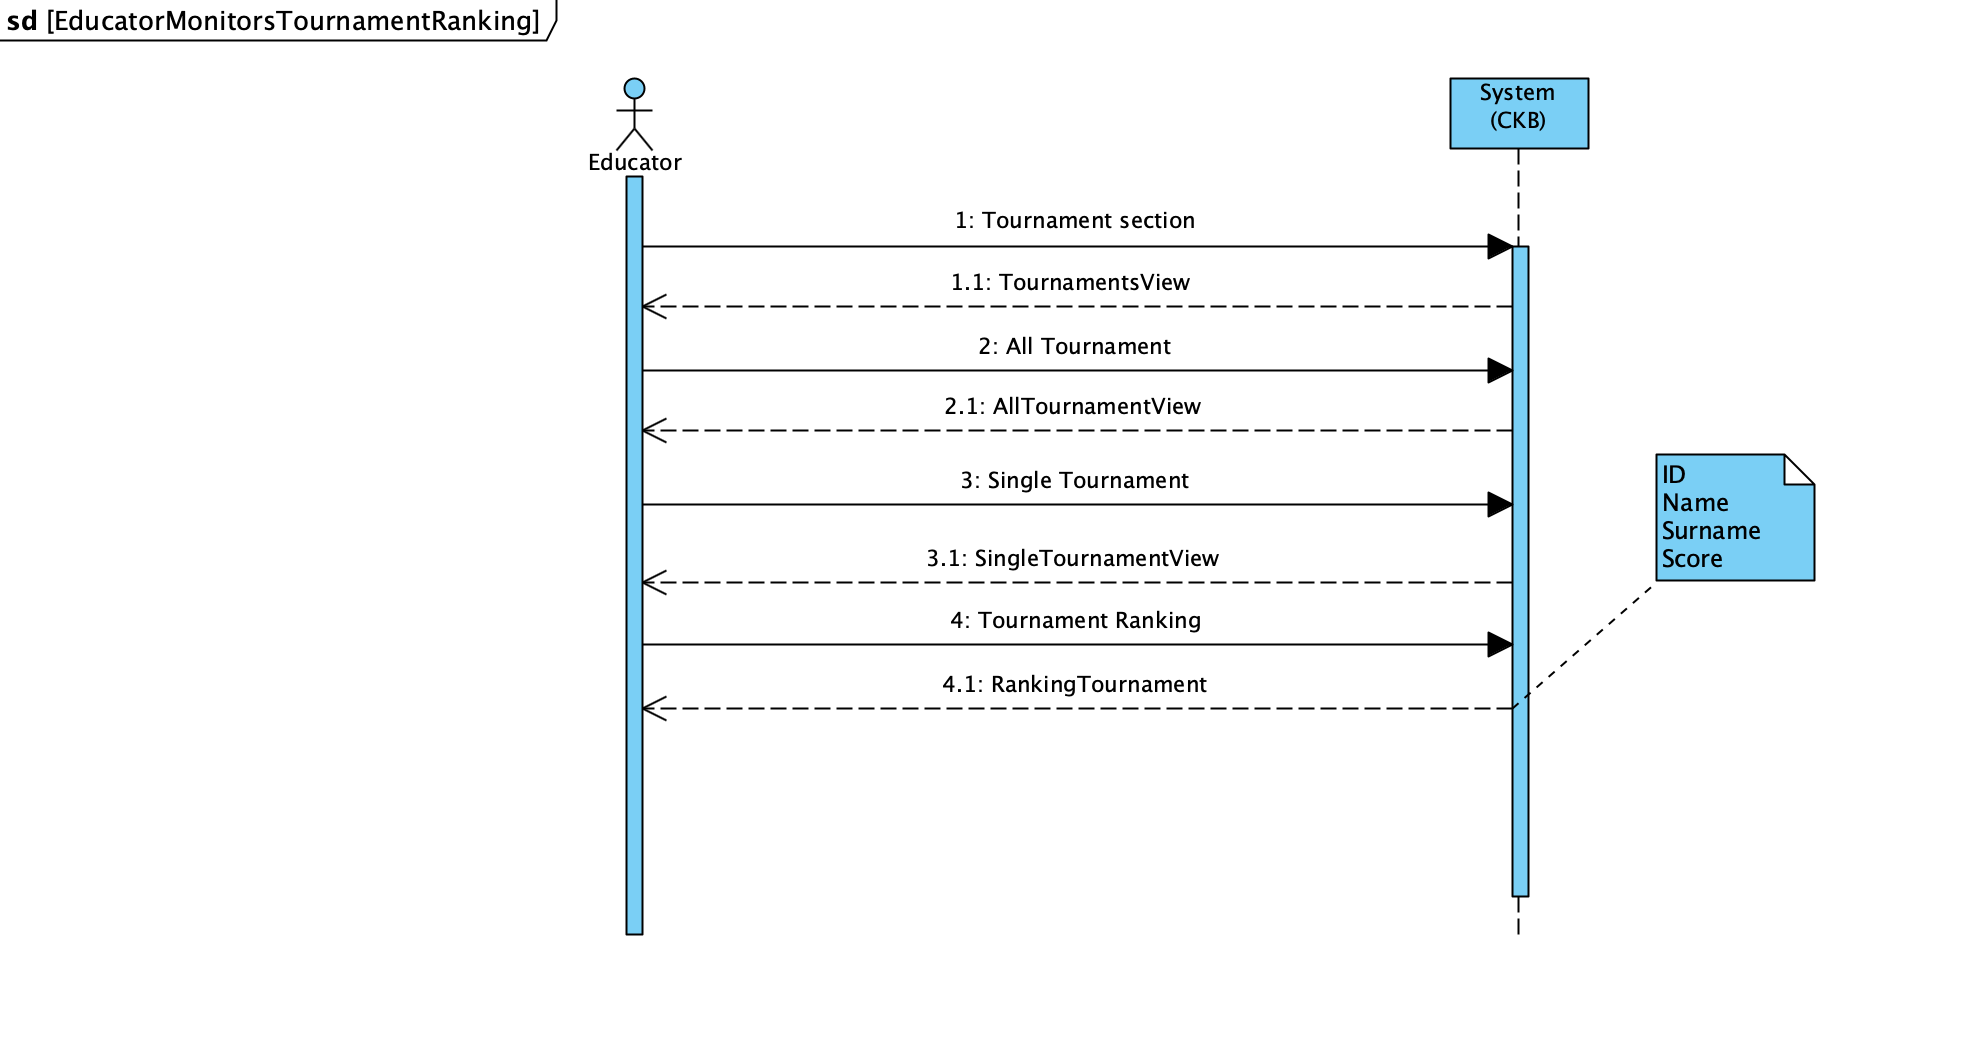 sd [EducatorMonitorsTournamentRanking]
System
(CKB)
Educator
1: Tournament section
1.1: TournamentsView
2: All Tournament
2.1: AllTournamentView
3: Single Tournament
ID
Name
Surname
Score
3.1: SingleTournamentView
4: Tournament Ranking
4.1: RankingTournament